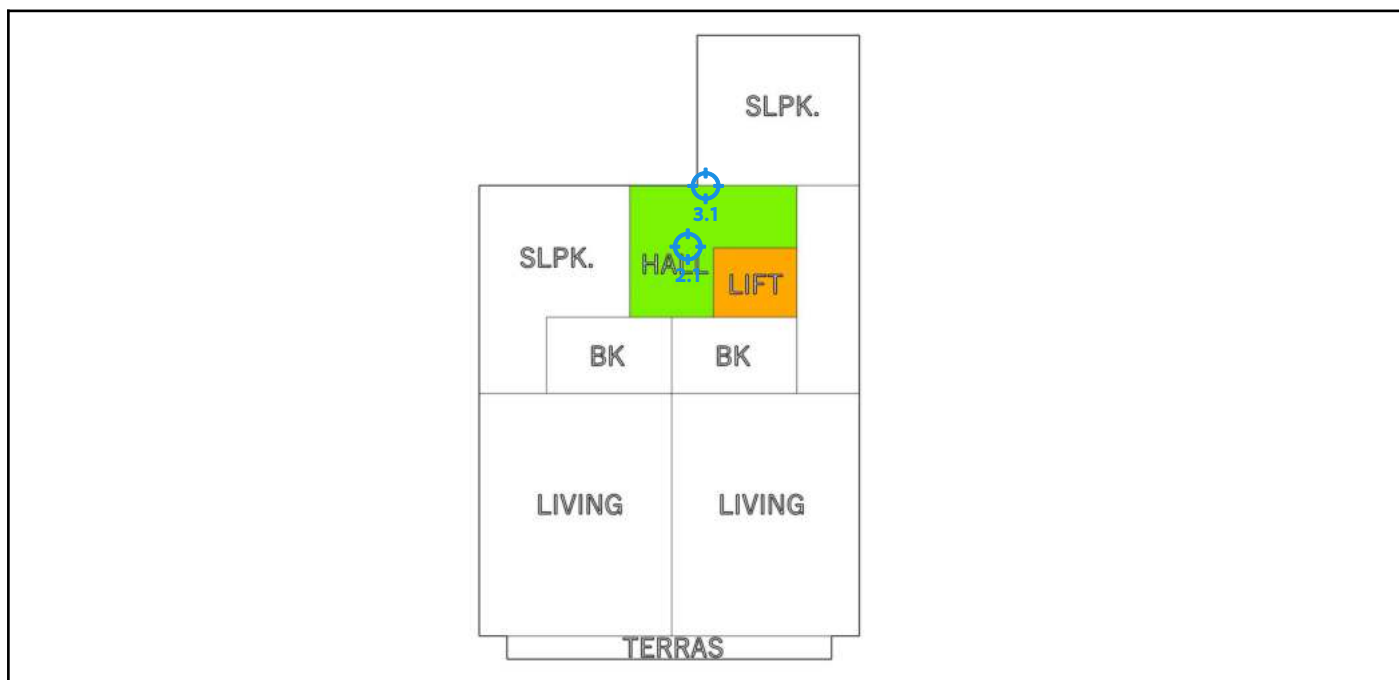 SLPK.
3.1
SLPK.
HALL
2.1
LIFT
BK
BK
LIVING
LIVING
TERRAS